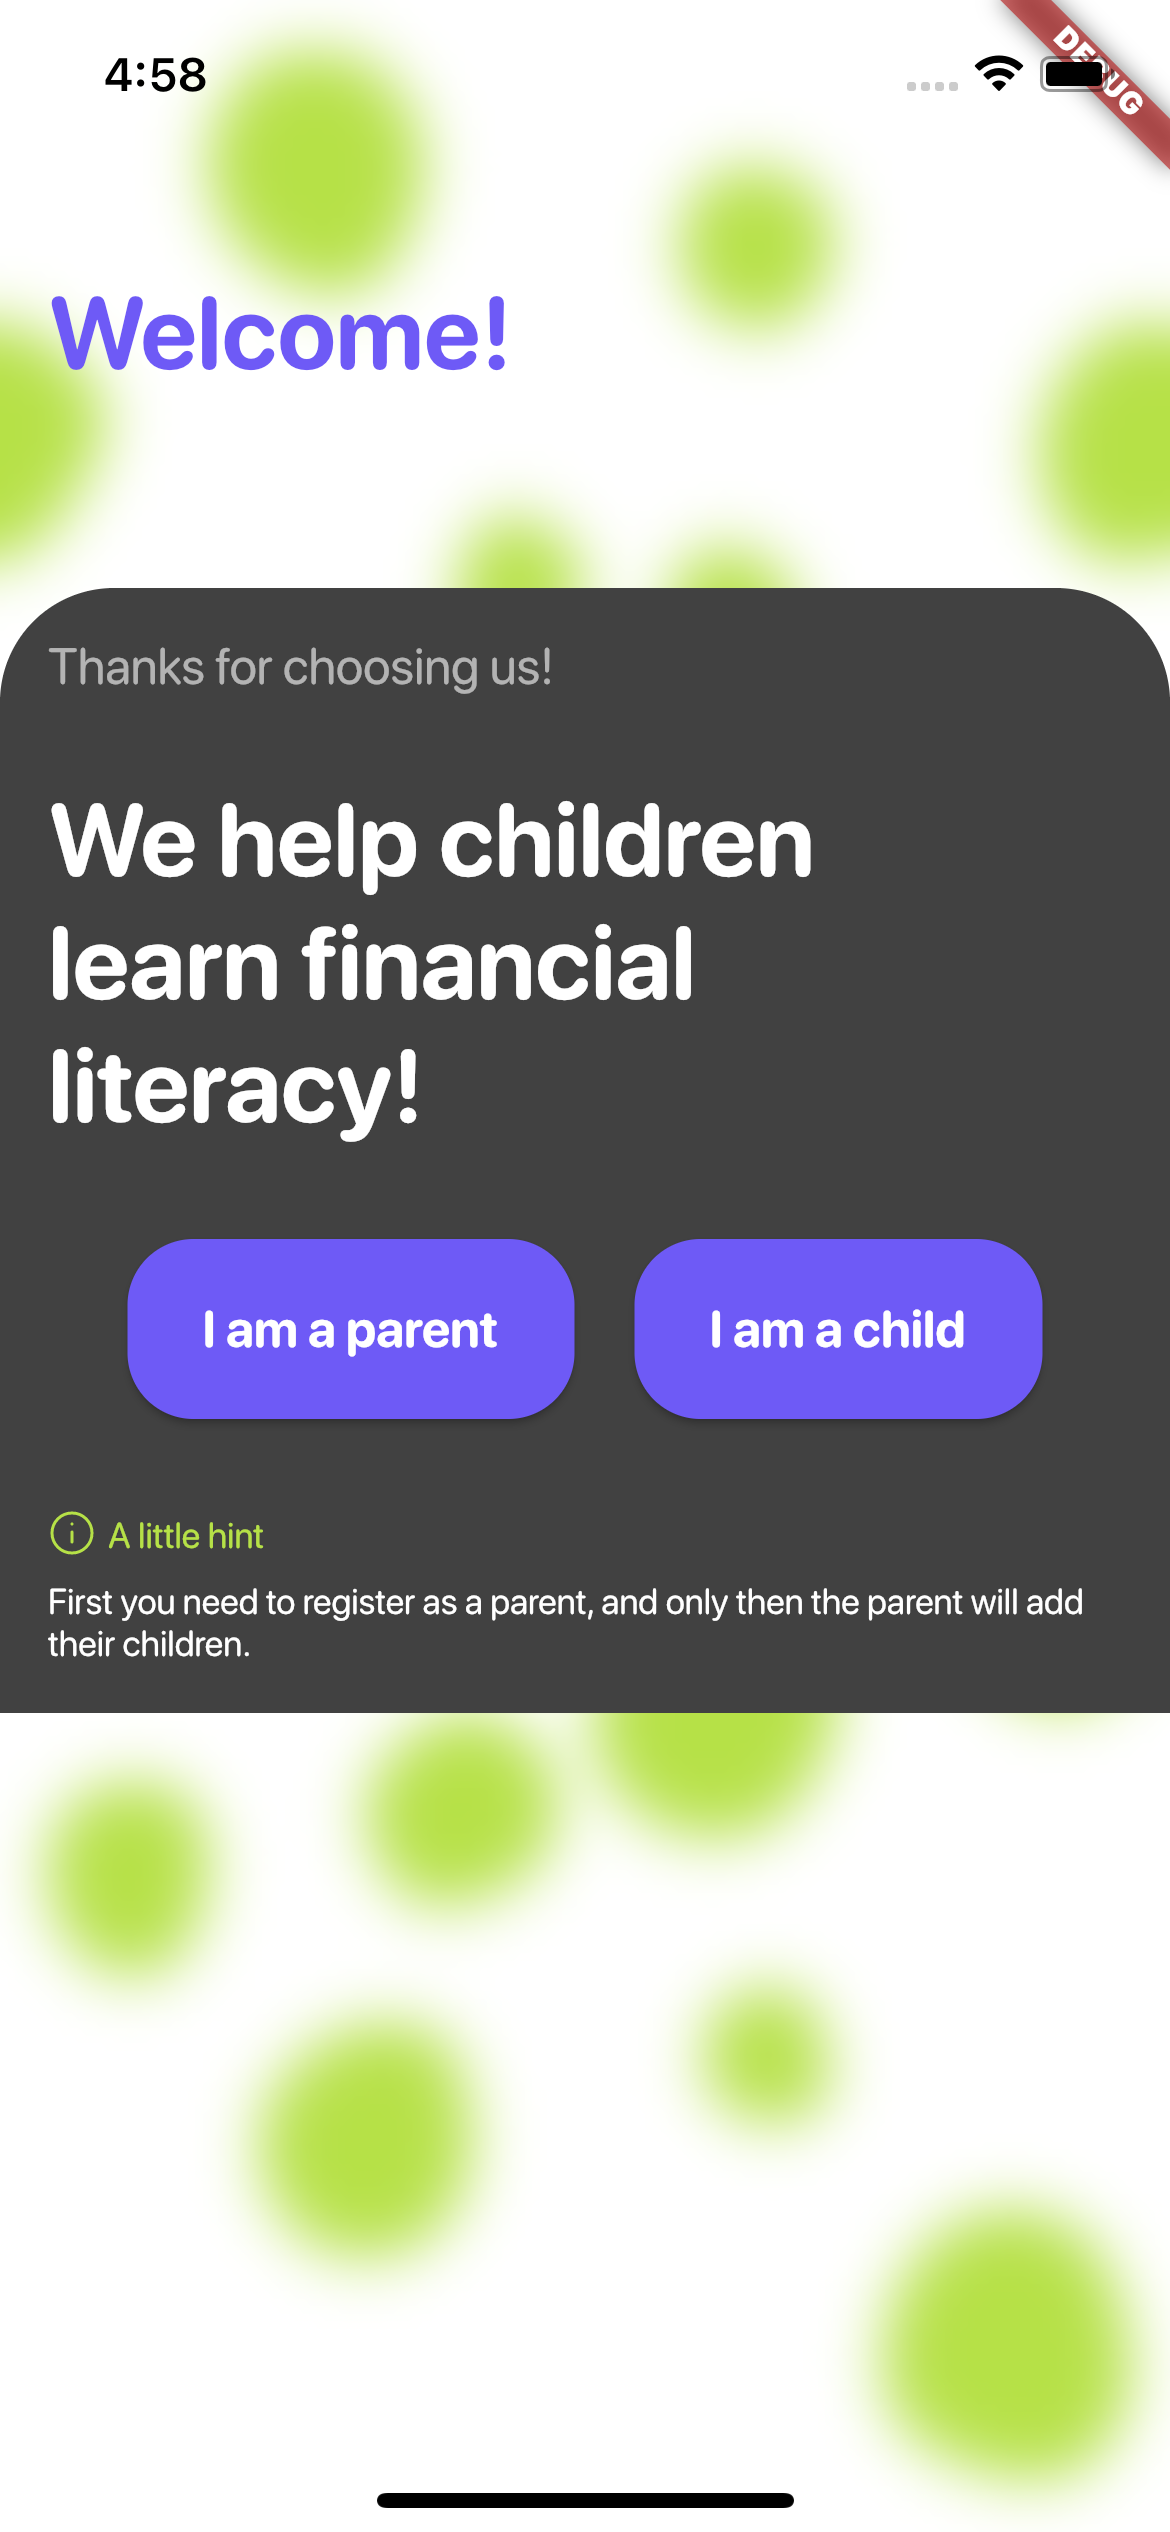 4:58
DEBUG
Welcome!
Thanks for choosing us!
We help children
learn financial
literacy!
I am a parent
I am a child
A little hint
First you need to register as a parent, and only then the parent will add
their children.